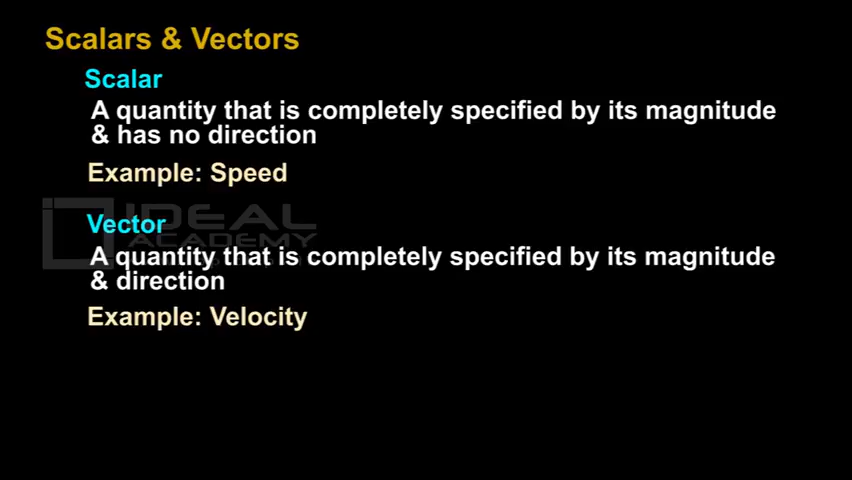 Scalars & Vectors
Scalar
A quantity that is completely specified by its magnitude
& has no direction
Example: Speed
IDEAL
ACADEMY
Vector
A quantity that is completely specified by its magnitude
& direction
Example: Velocity